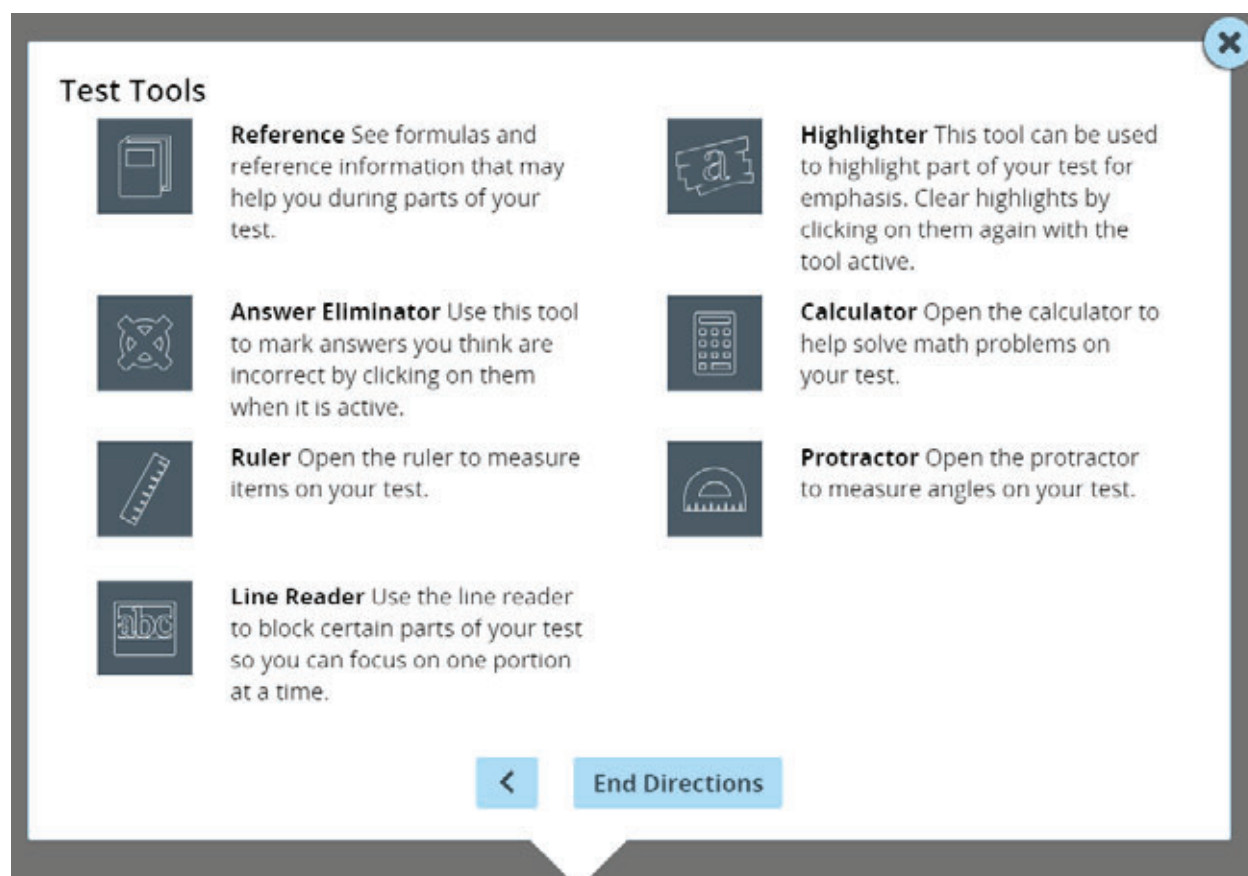 Test Tools
Reference See formulas and
reference information that may
help you during parts of your
test.
Highlighter This tool can be used
to highlight part of your test for
emphasis. Clear highlights by
clicking on them again with the
tool active.
Answer Eliminator Use this tool
to mark answers you think are
incorrect by clicking on them
when it is active.
Calculator Open the calculator to
help solve math problems on
your test.
Ruler Open the ruler to measure
items on your test.
Protractor Open the protractor
to measure angles on your test.
abc
Line Reader Use the line reader
to block certain parts of your test
so you can focus on one portion
at a time.
a
End Directions